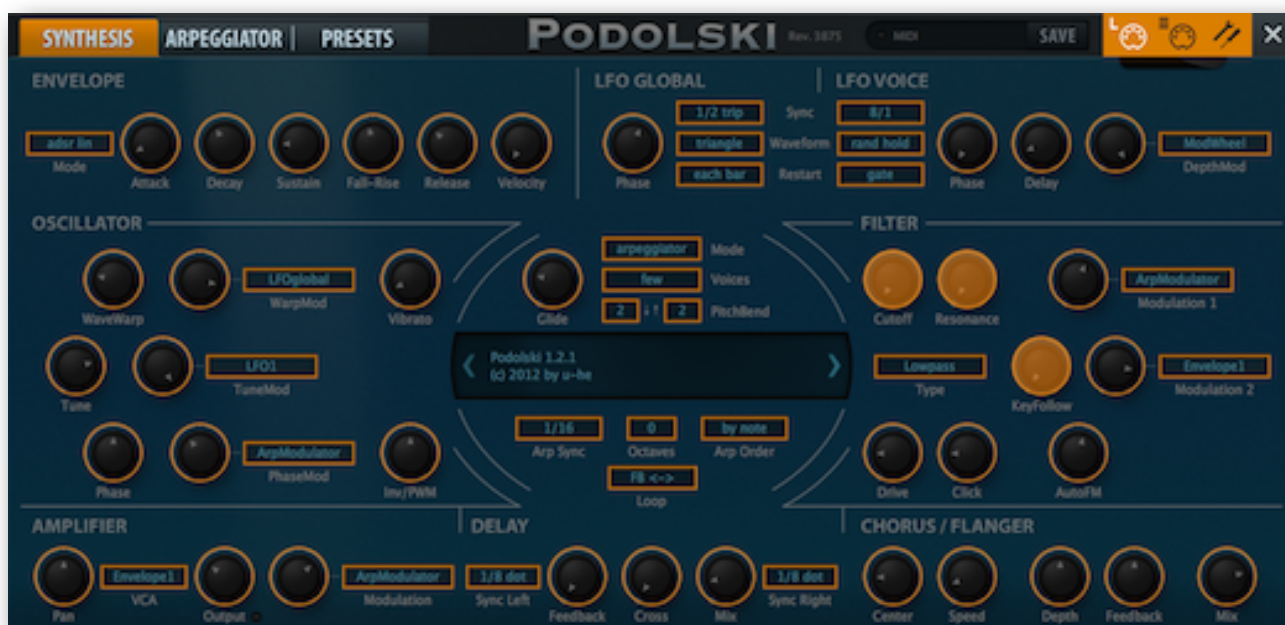 SYNTHESIS ARPEGGIATOR PRESETS PODOLSKI Rev. 3875 MIDI SAVE L II X
ENVELOPE LFO GLOBAL LFO VOICE
1/2 trip Sync 8/1
adsr lin triangle Waveform rand hold ModWheel
Mode each bar Restart gate DepthMod
Attack Decay Sustain Fall-Rise Release Velocity Phase Phase Delay
OSCILLATOR FILTER
arpeggiator Mode
LFOglobal few Voices ArpModulator
WarpMod 2 ↓↑ 2 PitchBend Modulation 1
WaveWarp Vibrato Glide Cutoff Resonance
Podolski 1.2.1
(c) 2012 by u-he
LFO1 Lowpass Envelope1
TuneMod Type Modulation 2
Tune KeyFollow
1/16 0 by note
Arp Sync Octaves Arp Order
ArpModulator F8 <->
PhaseMod Loop
Phase Inv/PWM Drive Click AutoFM
AMPLIFIER DELAY CHORUS / FLANGER
Envelope1 ArpModulator 1/8 dot 1/8 dot
VCA Modulation Sync Left Sync Right
Pan Output Feedback Cross Mix Center Speed Depth Feedback Mix